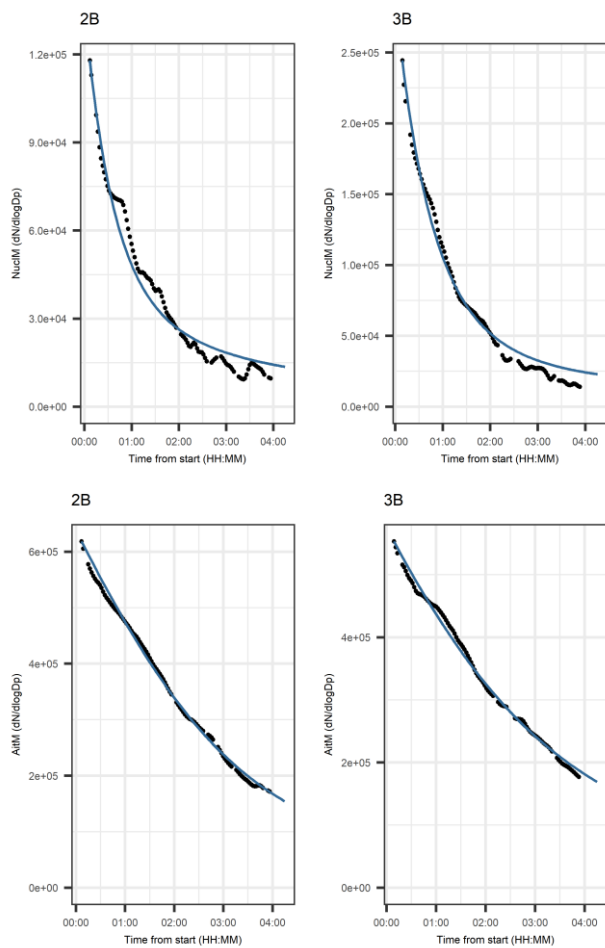 2B
1.2e+05
9.0e+04
6.0e+04
3.0e+04
0.0e+00
NuclM (dN/dlogDp)
00:00 01:00 02:00 03:00 04:00
Time from start (HH:MM)
3B
2.5e+05
2.0e+05
1.5e+05
1.0e+05
5.0e+04
0.0e+00
NuclM (dN/dlogDp)
00:00 01:00 02:00 03:00 04:00
Time from start (HH:MM)
2B
6e+05
4e+05
2e+05
0e+00
AitM (dN/dlogDp)
00:00 01:00 02:00 03:00 04:00
Time from start (HH:MM)
3B
4e+05
2e+05
0e+00
AitM (dN/dlogDp)
00:00 01:00 02:00 03:00 04:00
Time from start (HH:MM)